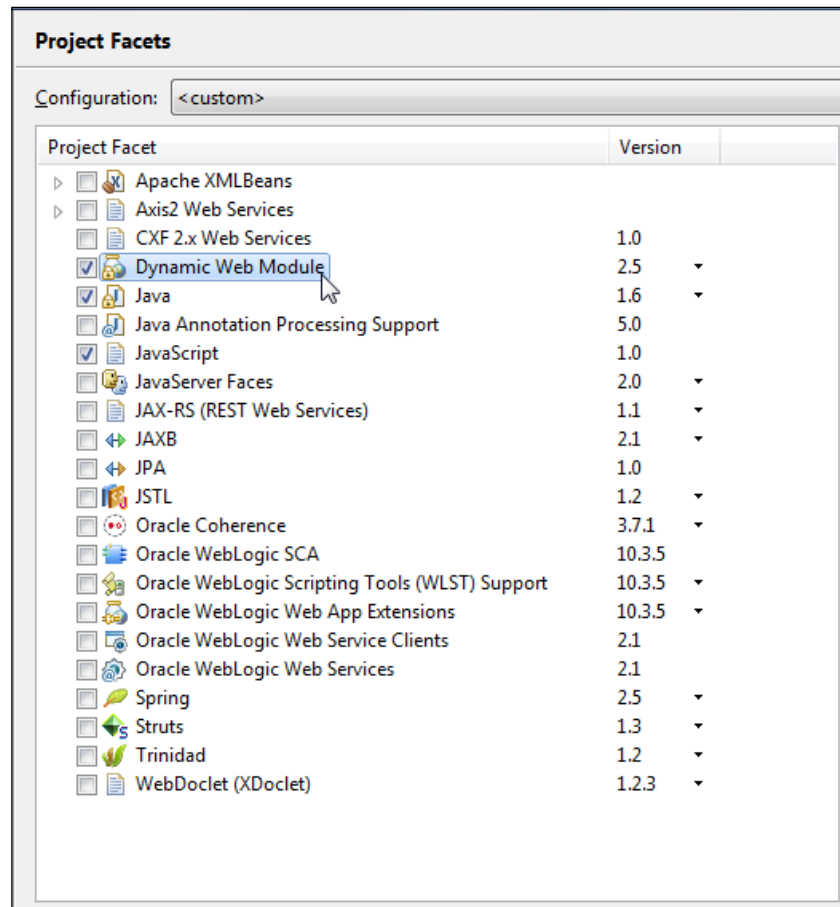 Project Facets
Configuration: <custom>
Project Facet Version
Apache XMLBeans
Axis2 Web Services
CXF 2.x Web Services 1.0
Dynamic Web Module 2.5
Java 1.6
Java Annotation Processing Support 5.0
JavaScript 1.0
JavaServer Faces 2.0
JAX-RS (REST Web Services) 1.1
JAXB 2.1
JPA 1.0
JSTL 1.2
Oracle Coherence 3.7.1
Oracle WebLogic SCA 10.3.5
Oracle WebLogic Scripting Tools (WLST) Support 10.3.5
Oracle WebLogic Web App Extensions 10.3.5
Oracle WebLogic Web Service Clients 2.1
Oracle WebLogic Web Services 2.1
Spring 2.5
Struts 1.3
Trinidad 1.2
WebDoclet (XDoclet) 1.2.3